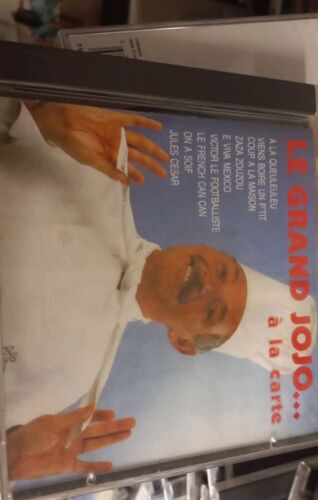 LE GRAND JOJO...
à la carte
A LA QUEULEULEU
VIENS BOIRE UN P'TIT
COUP A LA MAISON
ZAZA ZOUZOU
E VIVA MEXICO
VICTOR LE FOOTBALLISTE
LE FRENCH CAN CAN
ON A SOIF
JULES CESAR